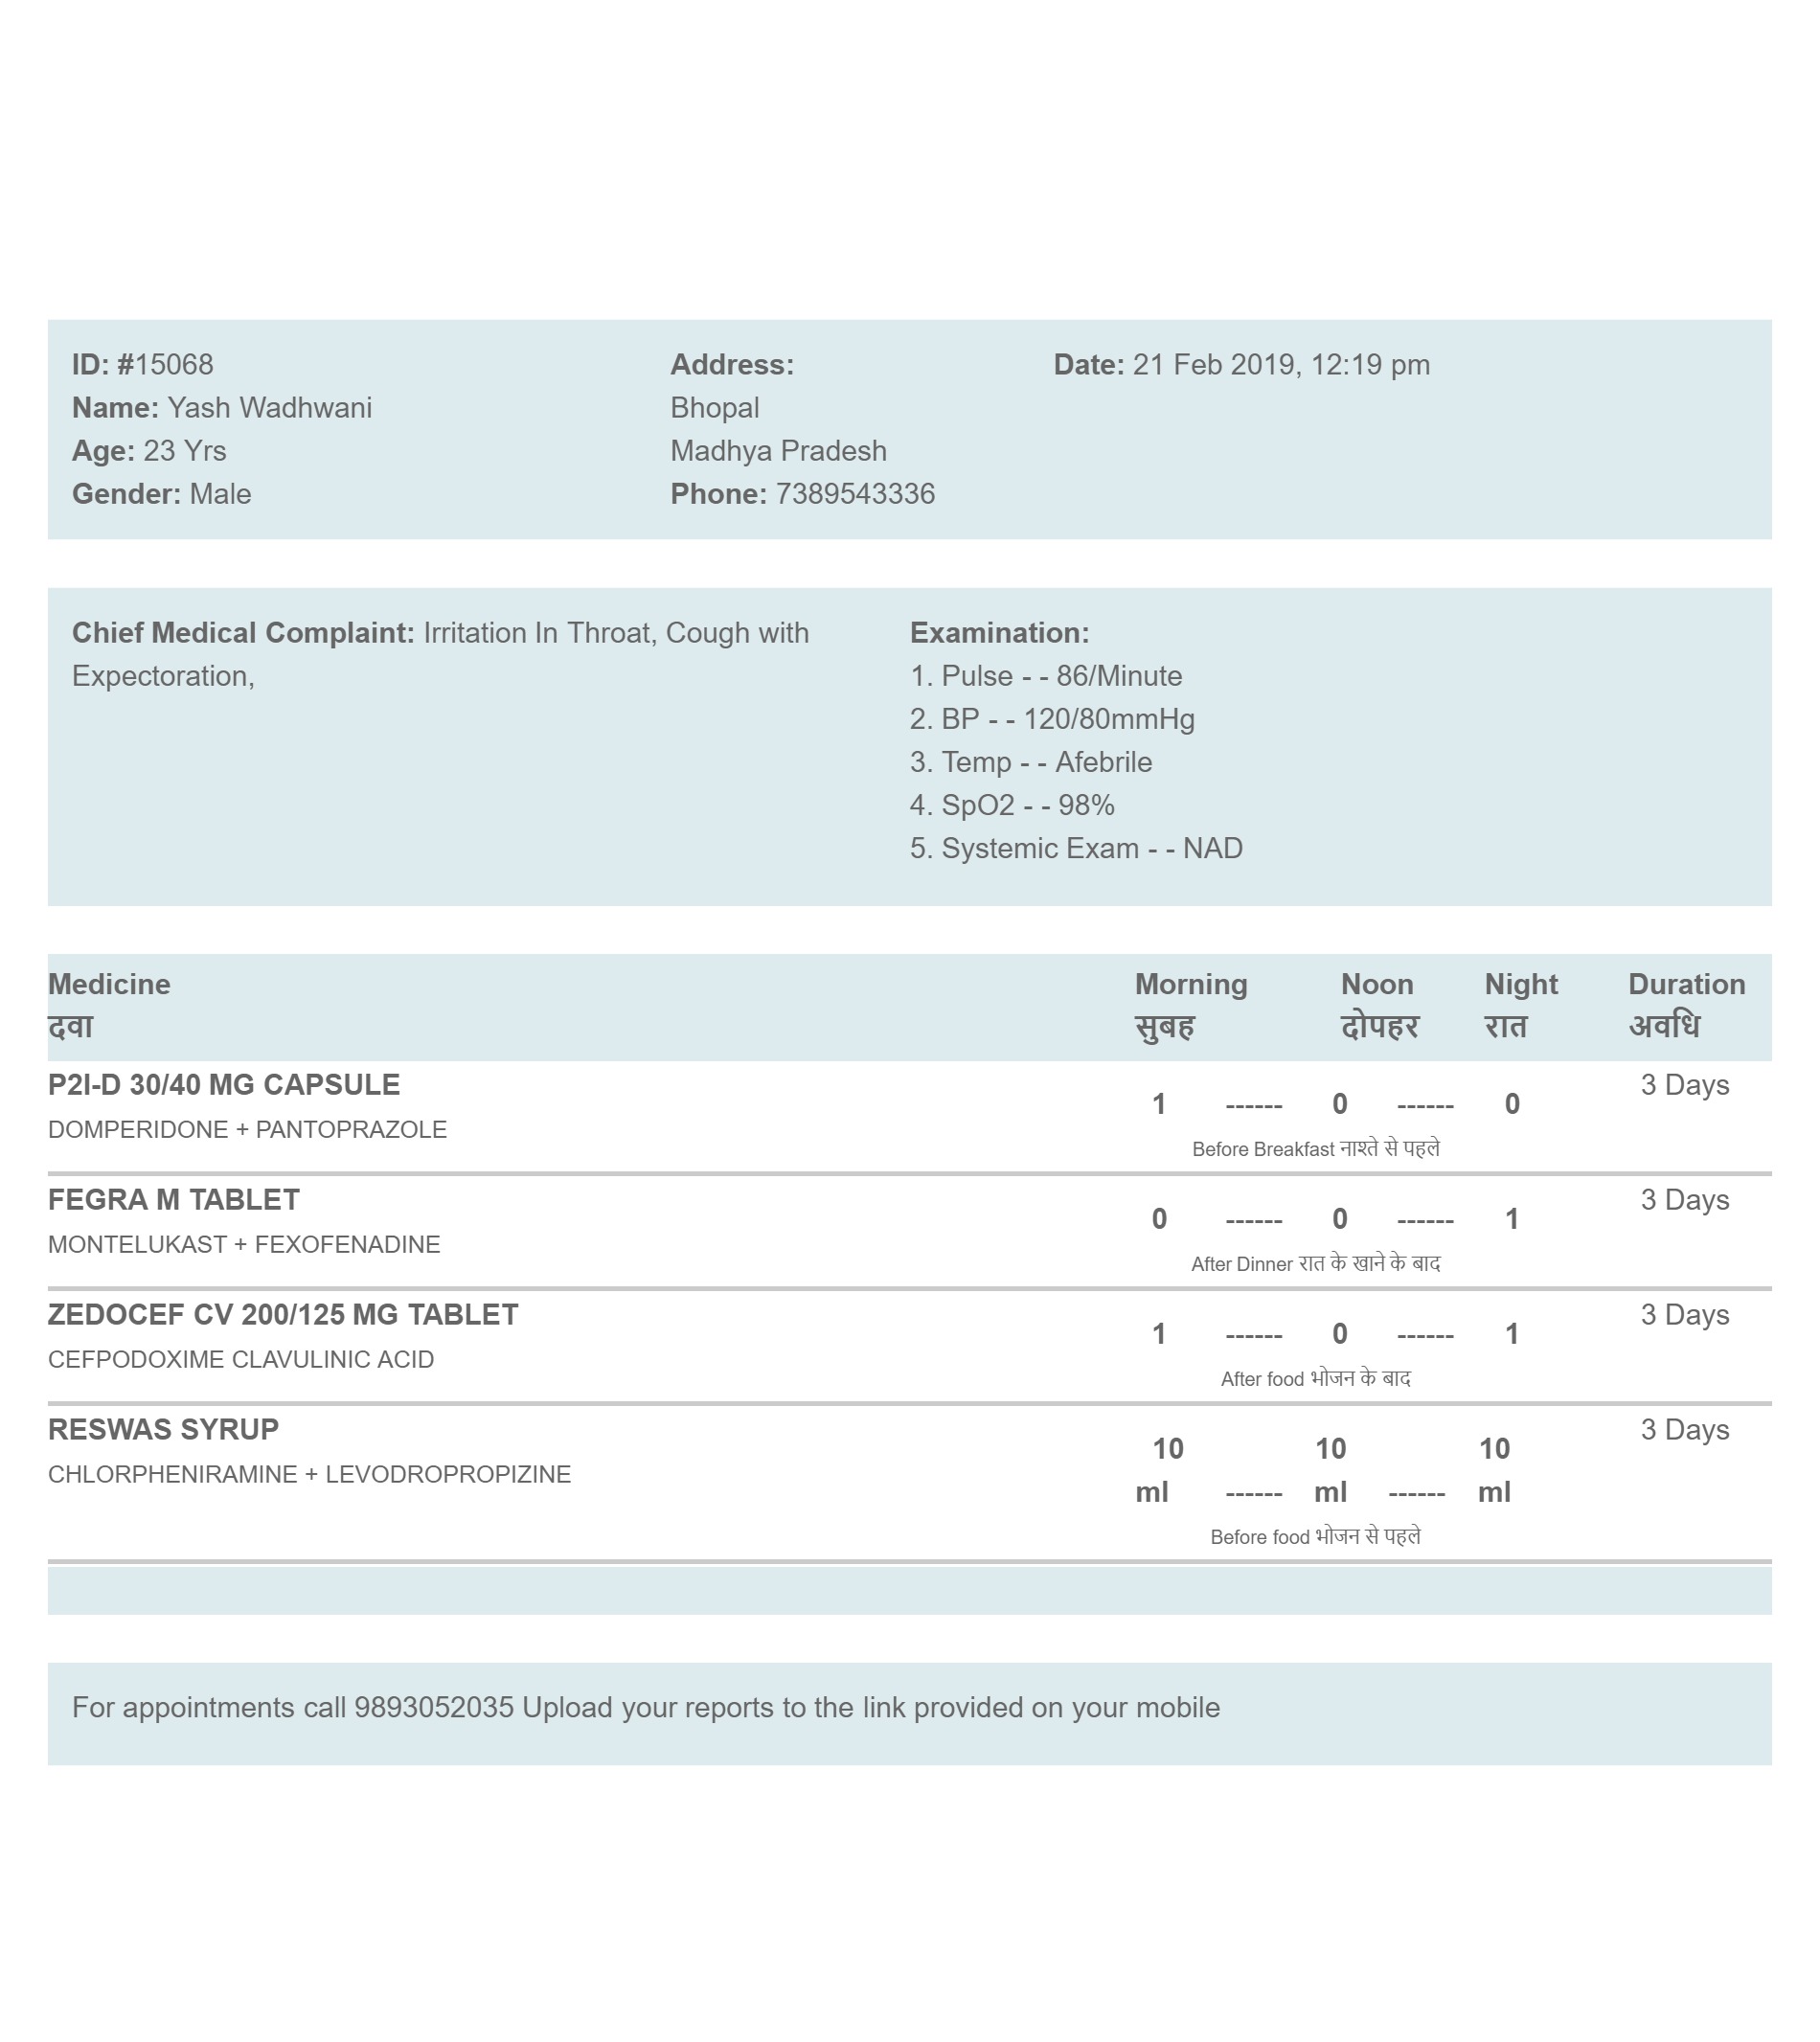 ID: #15068
Name: Yash Wadhwani
Age: 23 Yrs
Gender: Male
Address:
Bhopal
Madhya Pradesh
Phone: 7389543336
Date: 21 Feb 2019, 12:19 pm
Chief Medical Complaint: Irritation In Throat, Cough with
Expectoration,
Examination:
1. Pulse - - 86/Minute
2. BP - - 120/80mmHg
3. Temp - - Afebrile
4. SpO2 - - 98%
5. Systemic Exam - - NAD
Medicine Morning Noon Night Duration
दवा सुबह दोपहर रात अवधि
P2I-D 30/40 MG CAPSULE 3 Days
1 ------ 0 ------ 0
DOMPERIDONE + PANTOPRAZOLE
Before Breakfast नाश्ते से पहले
FEGRA M TABLET 3 Days
0 ------ 0 ------ 1
MONTELUKAST + FEXOFENADINE
After Dinner रात के खाने के बाद
ZEDOCEF CV 200/125 MG TABLET 3 Days
1 ------ 0 ------ 1
CEFPODOXIME CLAVULINIC ACID
After food भोजन के बाद
RESWAS SYRUP 3 Days
10 10 10
CHLORPHENIRAMINE + LEVODROPROPIZINE
ml ------ ml ------ ml
Before food भोजन से पहले
For appointments call 9893052035 Upload your reports to the link provided on your mobile